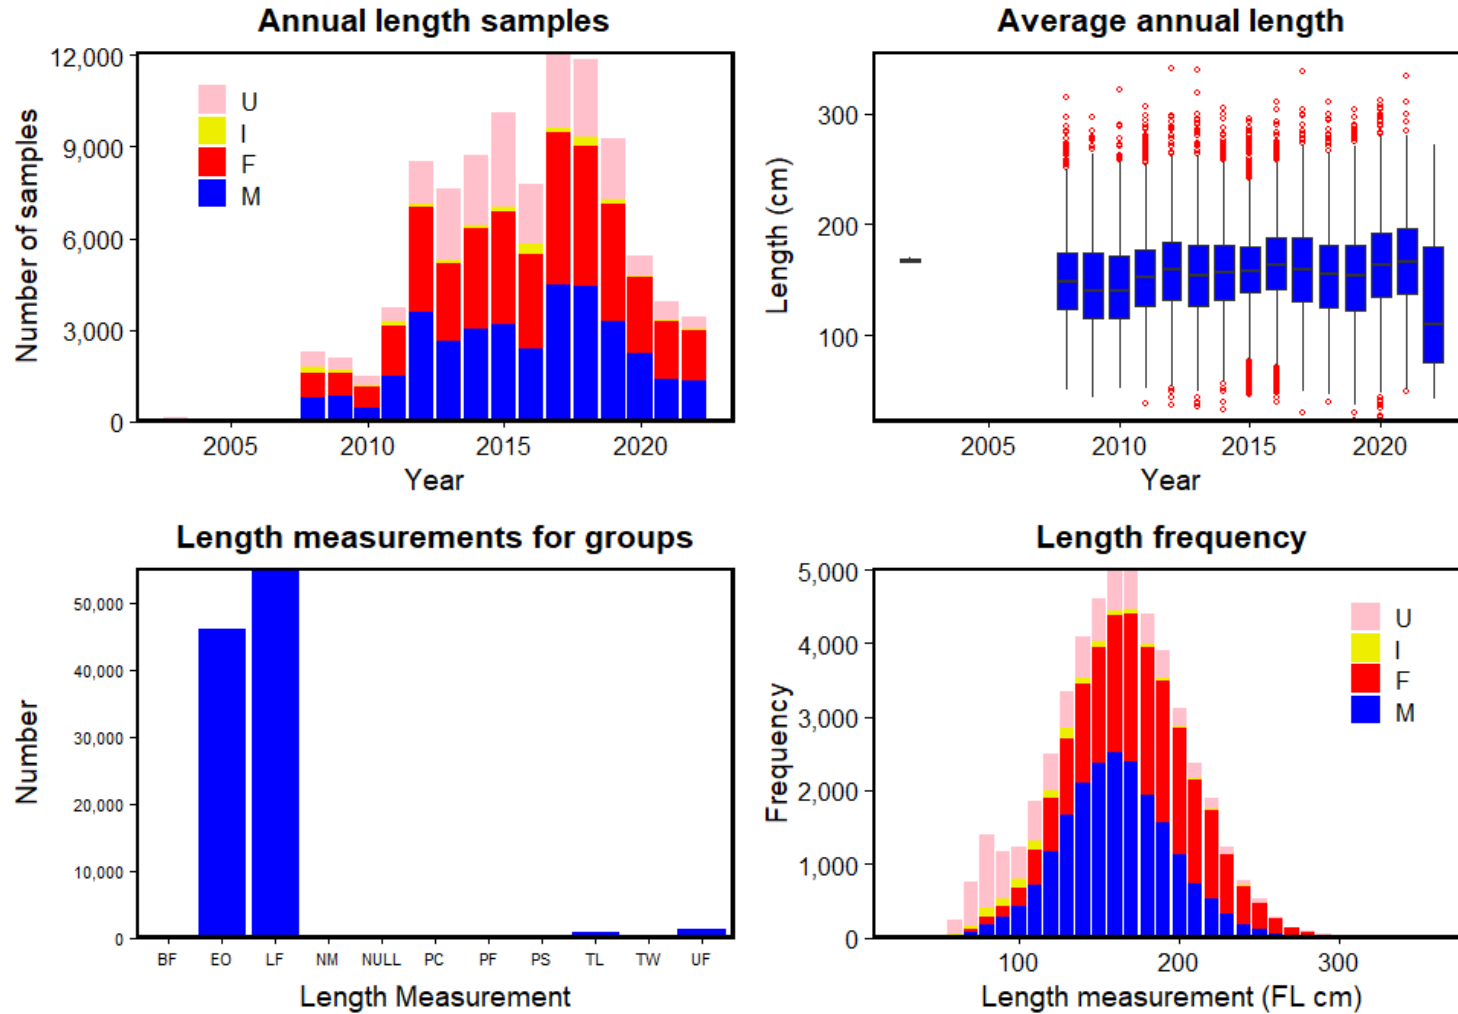 Annual length samples
12,000
9,000
6,000
3,000
0
Number of samples
U
I
F
M
2005
2010
2015
2020
Year
Average annual length
300
200
100
Length (cm)
2005
2010
2015
2020
Year
Length measurements for groups
50,000
40,000
30,000
20,000
10,000
0
Number
BF
EO
LF
NM
NULL
PC
PF
PS
TL
TW
UF
Length Measurement
Length frequency
5,000
4,000
3,000
2,000
1,000
0
Frequency
U
I
F
M
100
200
300
Length measurement (FL cm)